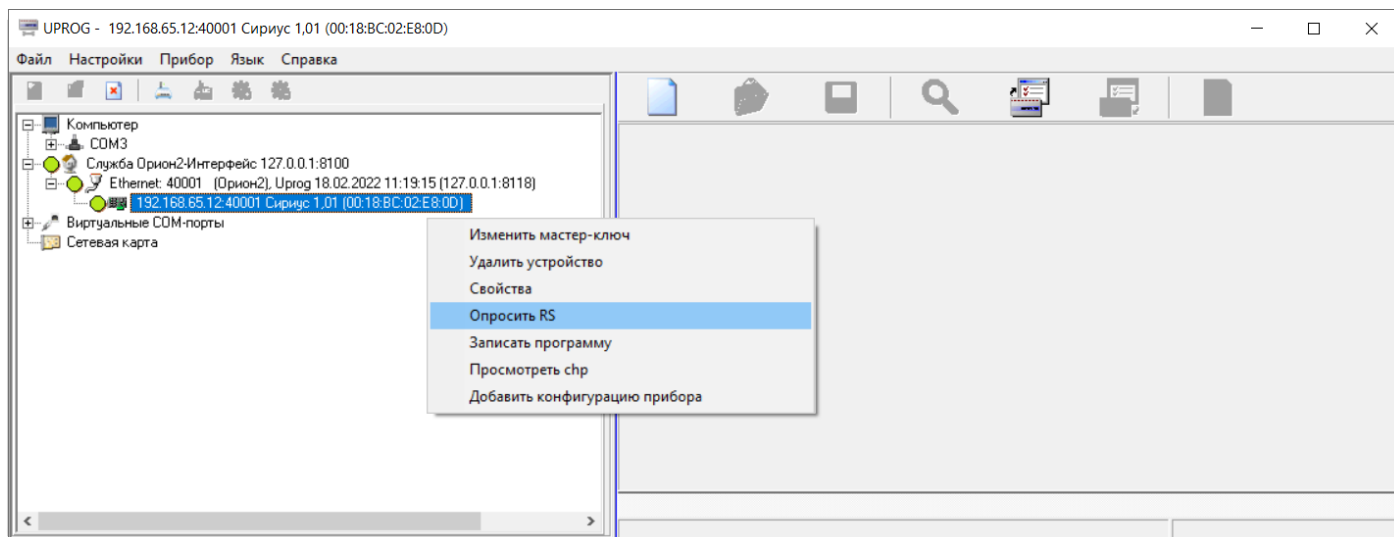 UPROG - 192.168.65.12:40001 Сириус 1,01 (00:18:BC:02:E8:0D)
Файл Настройки Прибор Язык Справка
Компьютер
COM3
Служба Орион2-Интерфейс 127.0.0.1:8100
Ethernet: 40001 (Орион2), Uprog 18.02.2022 11:19:15 (127.0.0.1:8118)
192.168.65.12:40001 Сириус 1,01 (00:18:BC:02:E8:0D)
Виртуальные COM-порты
Сетевая карта
Изменить мастер-ключ
Удалить устройство
Свойства
Опросить RS
Записать программу
Просмотреть chp
Добавить конфигурацию прибора